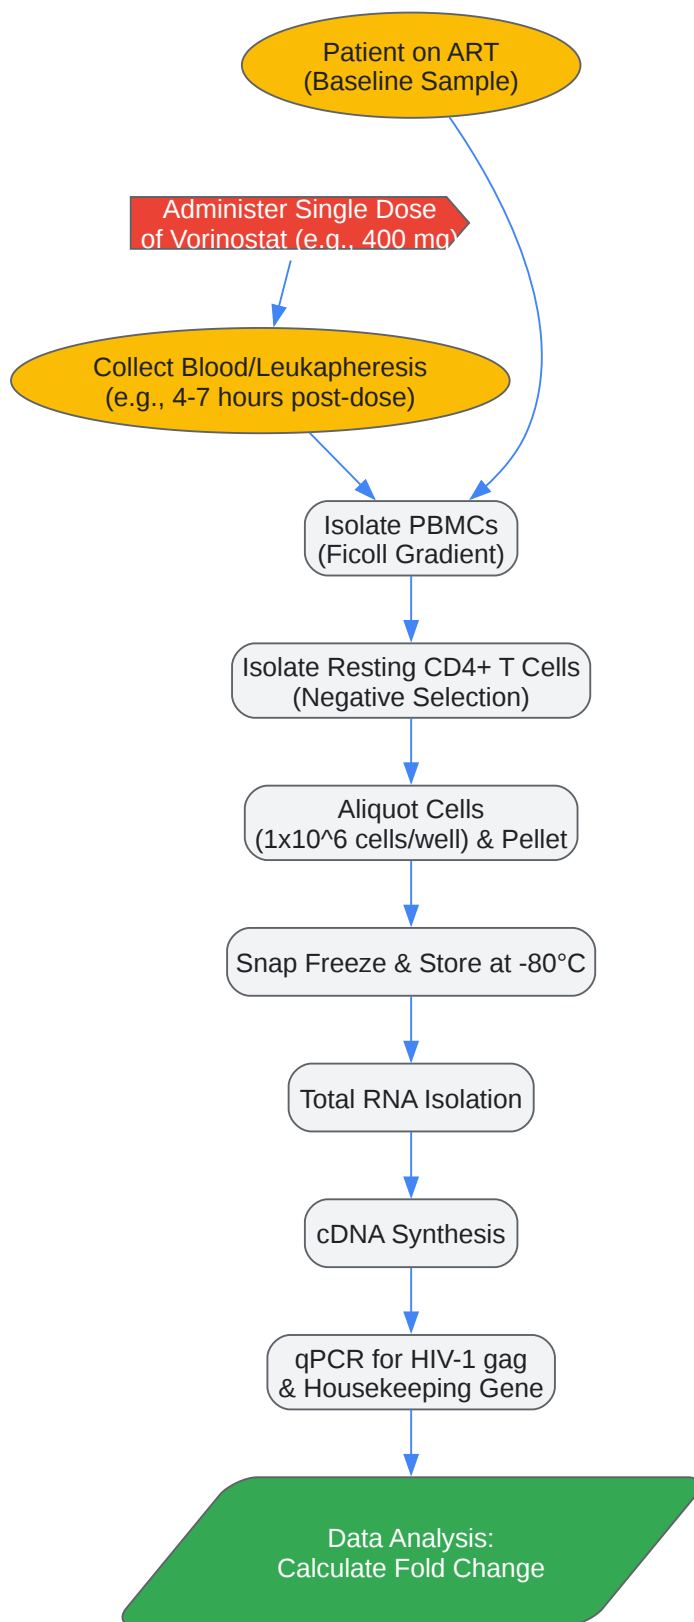 Patient on ART
(Baseline Sample)
Administer Single Dose
of Vorinostat (e.g., 400 mg)
Collect Blood/Leukapheresis
(e.g., 4-7 hours post-dose)
Isolate PBMCs
(Ficoll Gradient)
Isolate Resting CD4+ T Cells
(Negative Selection)
Aliquot Cells
(1x10^6 cells/well) & Pellet
Snap Freeze & Store at -80°C
Total RNA Isolation
cDNA Synthesis
qPCR for HIV-1 gag
& Housekeeping Gene
Data Analysis:
Calculate Fold Change